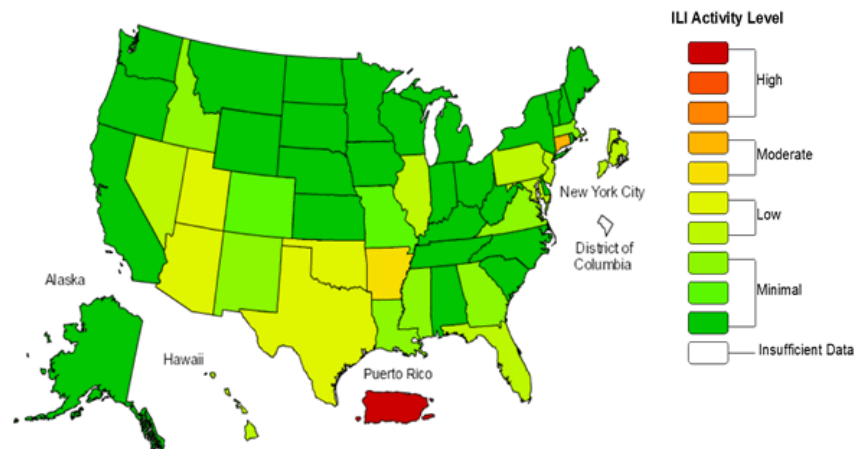 ILI Activity Level
High
Moderate
Low
Minimal
Insufficient Data
New York City
District of
Columbia
Alaska
Hawaii
Puerto Rico